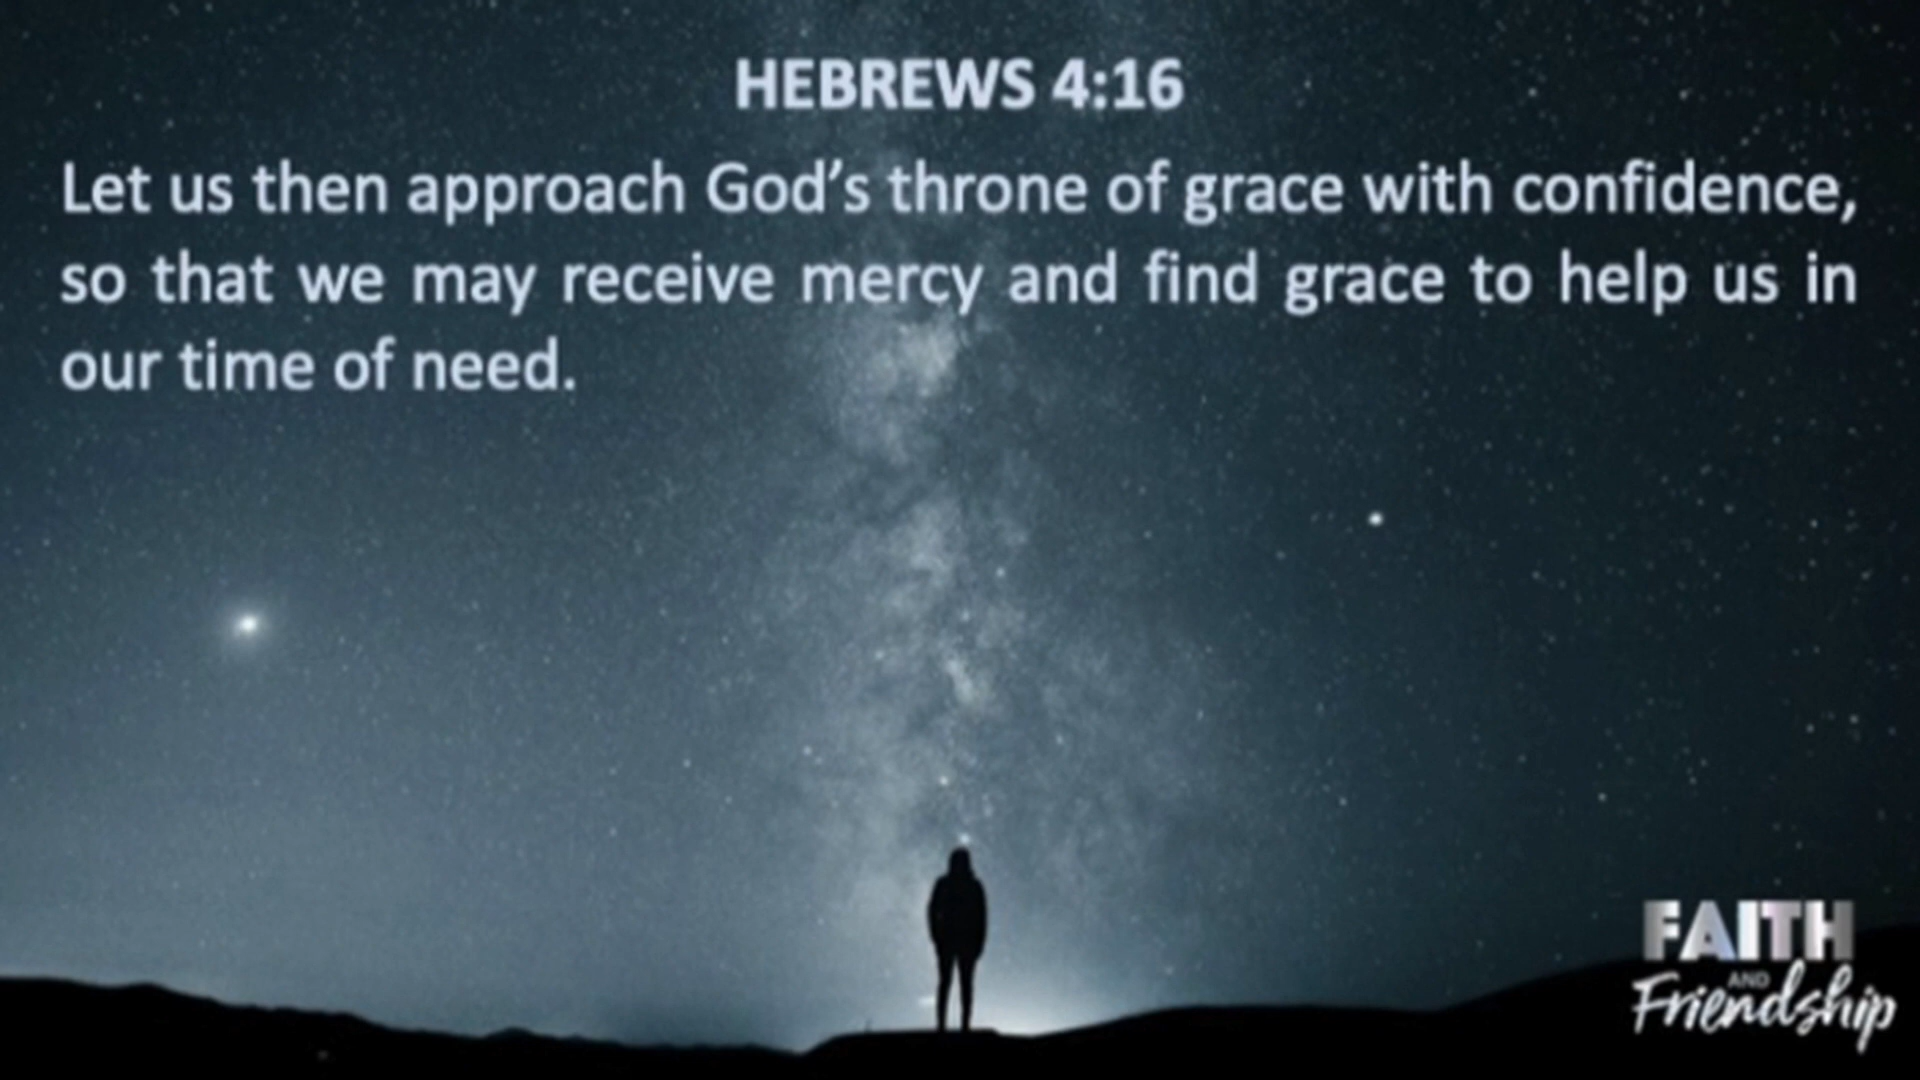 HEBREWS 4:16
Let us then approach God’s throne of grace with confidence,
so that we may receive mercy and find grace to help us in
our time of need.
FAITH
AND
Friendship